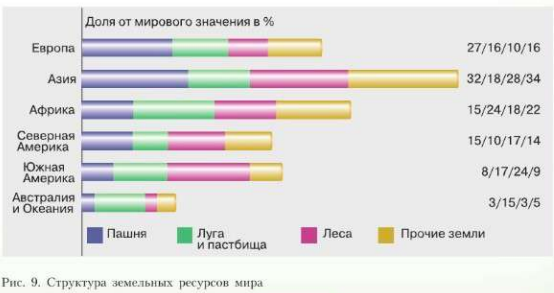 Доля от мирового значения в %
Европа 27/16/10/16
Азия 32/18/28/34
Африка 15/24/18/22
Северная
Америка 15/10/17/14
Южная
Америка 8/17/24/9
Австралия
и Океания 3/15/3/5
Пашня Луга
и пастбища Леса Прочие земли
Рис. 9. Структура земельных ресурсов мира